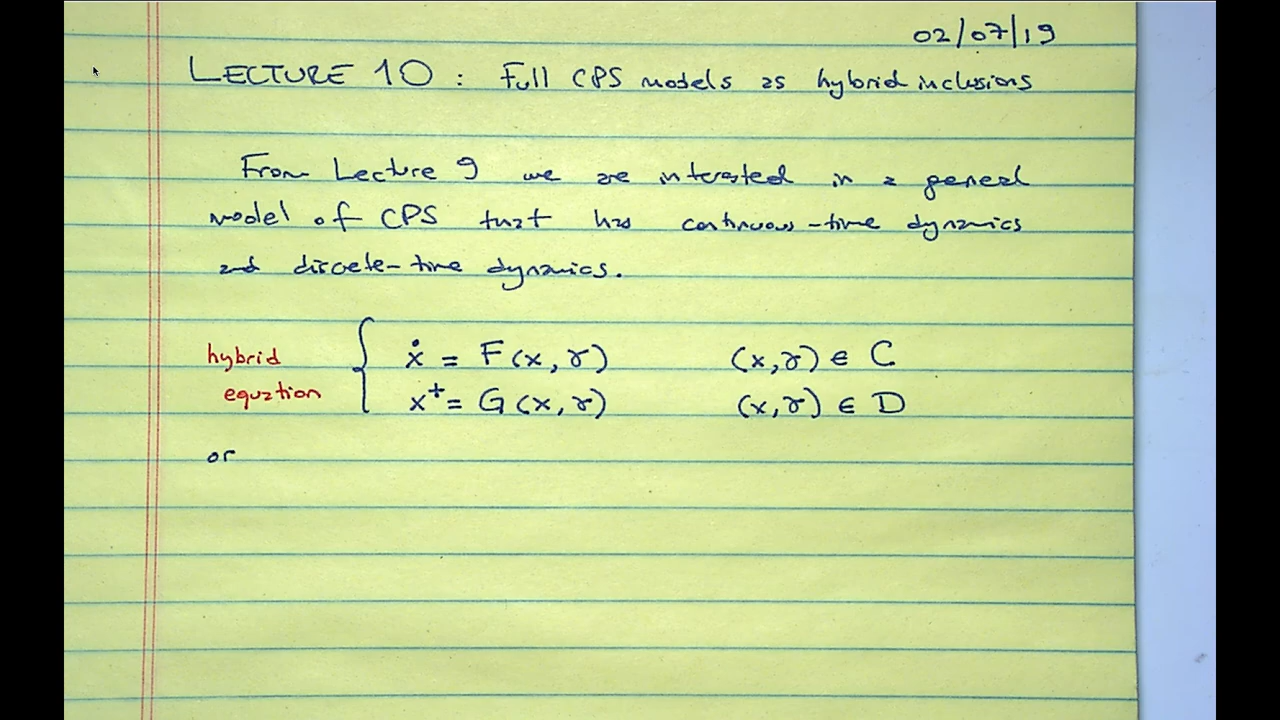 02/07/19
LECTURE 10 : Full CPS models as hybrid inclusions
From Lecture 9 we are interested in a general
model of CPS that has continuous-time dynamics
and discrete-time dynamics.
hybrid equation { ẋ = F(x, γ) (x, γ) ∈ C
x⁺ = G(x, γ) (x, γ) ∈ D
or